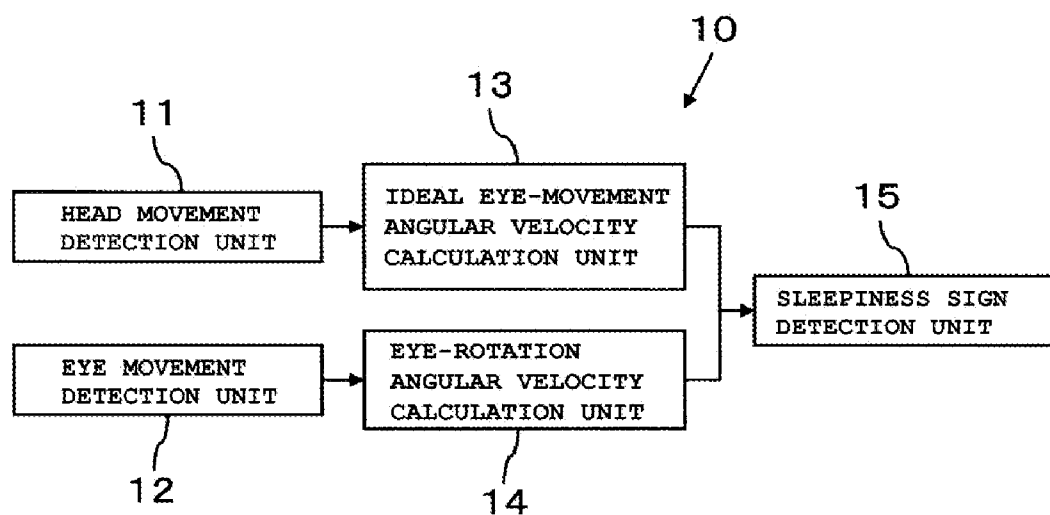 10
13
11
IDEAL EYE-MOVEMENT
ANGULAR VELOCITY
CALCULATION UNIT
HEAD MOVEMENT
DETECTION UNIT
15
SLEEPINESS SIGN
DETECTION UNIT
EYE MOVEMENT
DETECTION UNIT
EYE-ROTATION
ANGULAR VELOCITY
CALCULATION UNIT
12
14